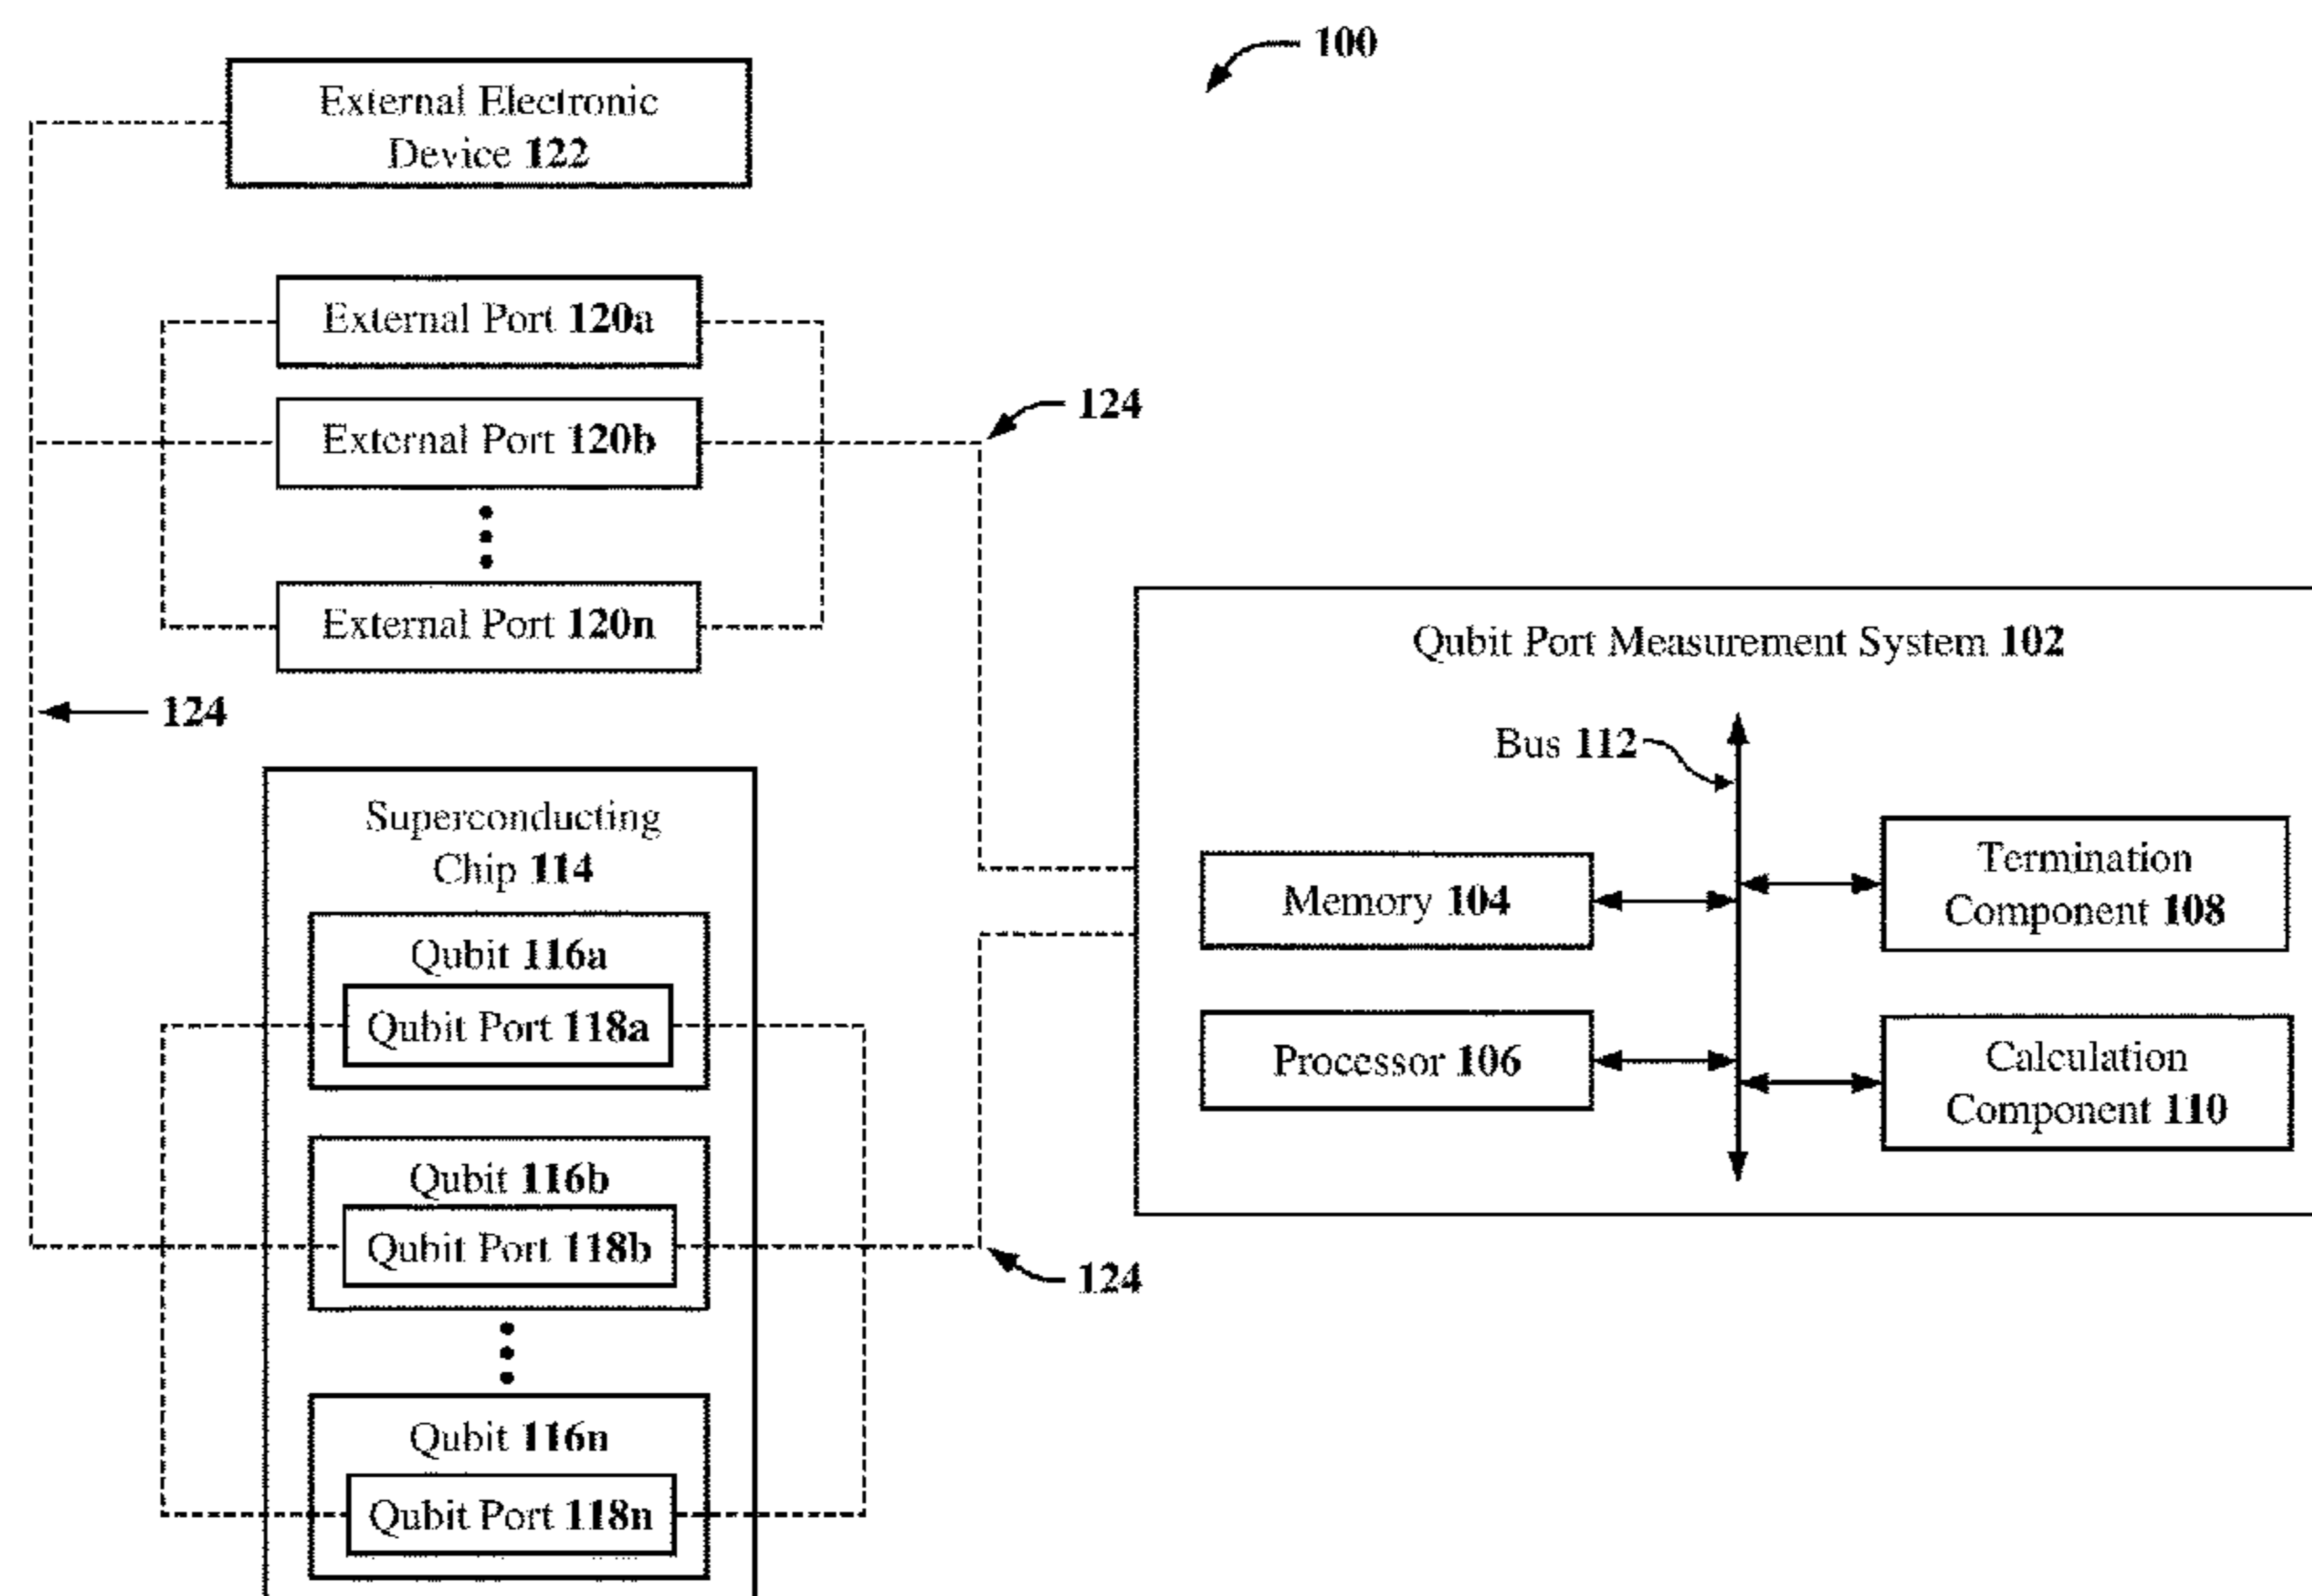 100
External Electronic
Device 122
External Port 120a
124
External Port 120b
External Port 120n
Qubit Port Measurement System 102
124
Bus 112
Superconducting
Chip 114
Termination
Component 108
Memory 104
Qubit 116a
Qubit Port 118a
Processor 106
Calculation
Component 110
Qubit 116b
Qubit Port 118b
124
Qubit 116n
Qubit Port 118n